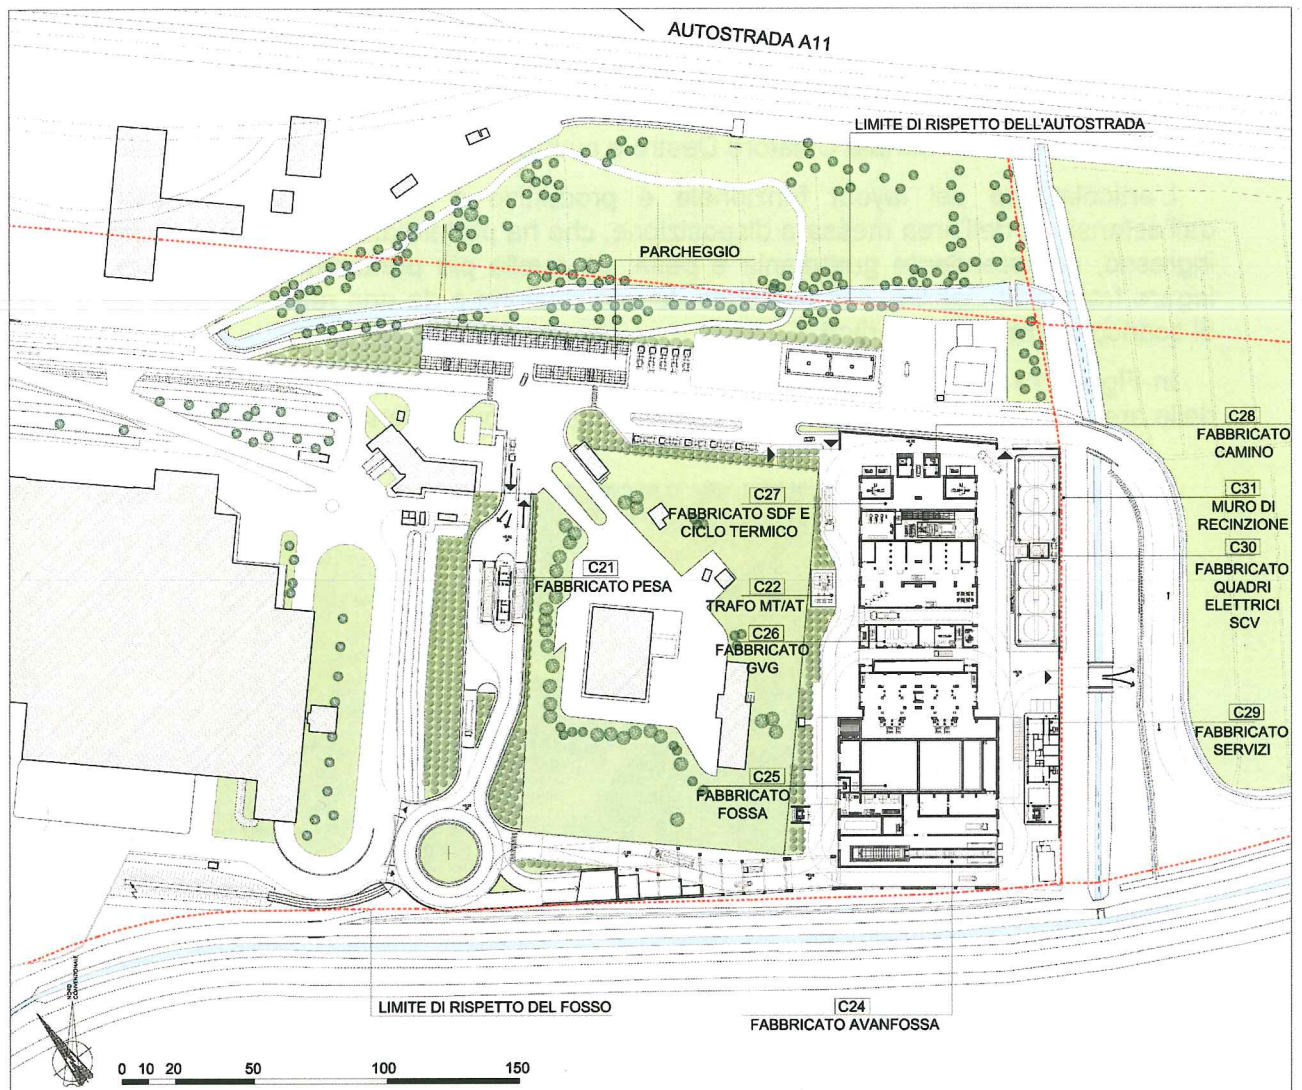 AUTOSTRADA A11
LIMITE DI RISPETTO DELL'AUTOSTRADA
PARCHEGGIO
C28
FABBRICATO
CAMINO
C27
FABBRICATO SDF E
CICLO TERMICO
C31
MURO DI
RECINZIONE
C30
FABBRICATO
QUADRI
ELETTRICI
SCV
C21
FABBRICATO PESA
C22
TRAFO MT/AT
C26
FABBRICATO
GVG
C29
FABBRICATO
SERVIZI
C25
FABBRICATO
FOSSA
NORD
CONVENZIONALE
LIMITE DI RISPETTO DEL FOSSO
C24
FABBRICATO AVANFOSSA
0 10 20 50 100 150